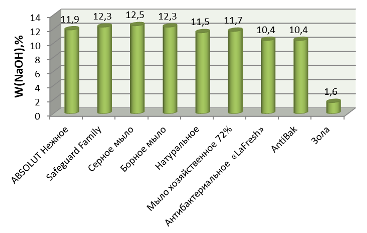 W(NaOH),%
14
12
10
8
6
4
2
0
11,9
12,3
12,5
12,3
11,5
11,7
10,4
10,4
1,6
ABSOLUT Нежное
Safeguard Family
Серное мыло
Борное мыло
Натуральное
Мыло хозяйственное 72%
Антибактериальное «LaFresh»
AntiBak
Зола